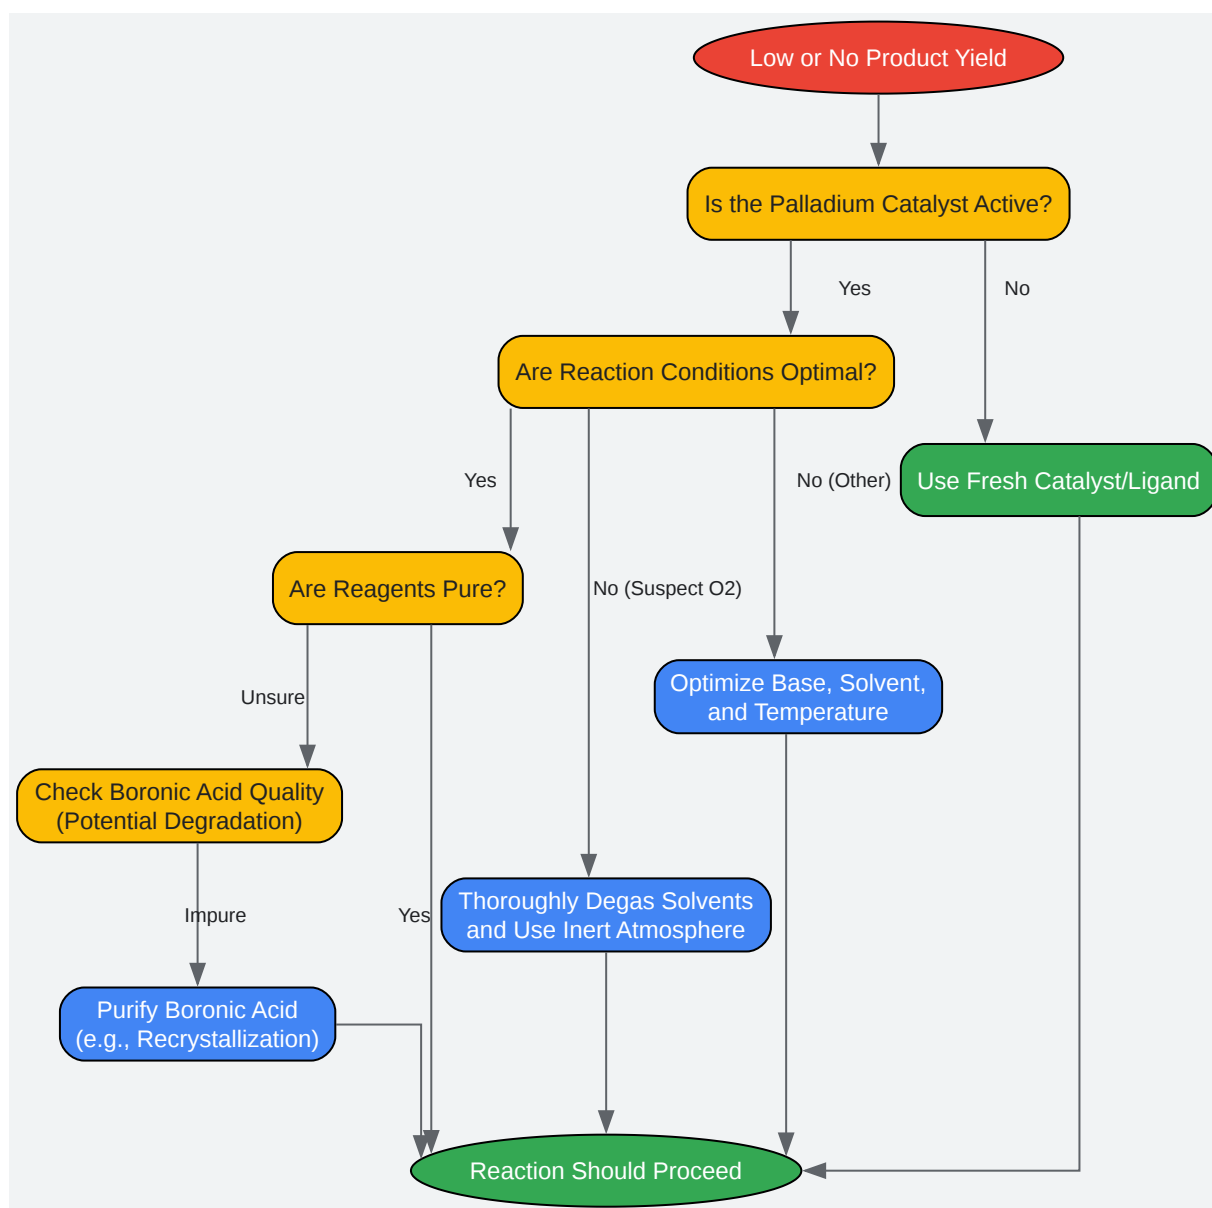 Low or No Product Yield
Is the Palladium Catalyst Active?
Yes
No
Are Reaction Conditions Optimal?
Yes
No (Other)
Use Fresh Catalyst/Ligand
Are Reagents Pure?
No (Suspect O2)
Unsure
Optimize Base, Solvent,
and Temperature
Check Boronic Acid Quality
(Potential Degradation)
Impure
Yes
Thoroughly Degas Solvents
and Use Inert Atmosphere
Purify Boronic Acid
(e.g., Recrystallization)
Reaction Should Proceed